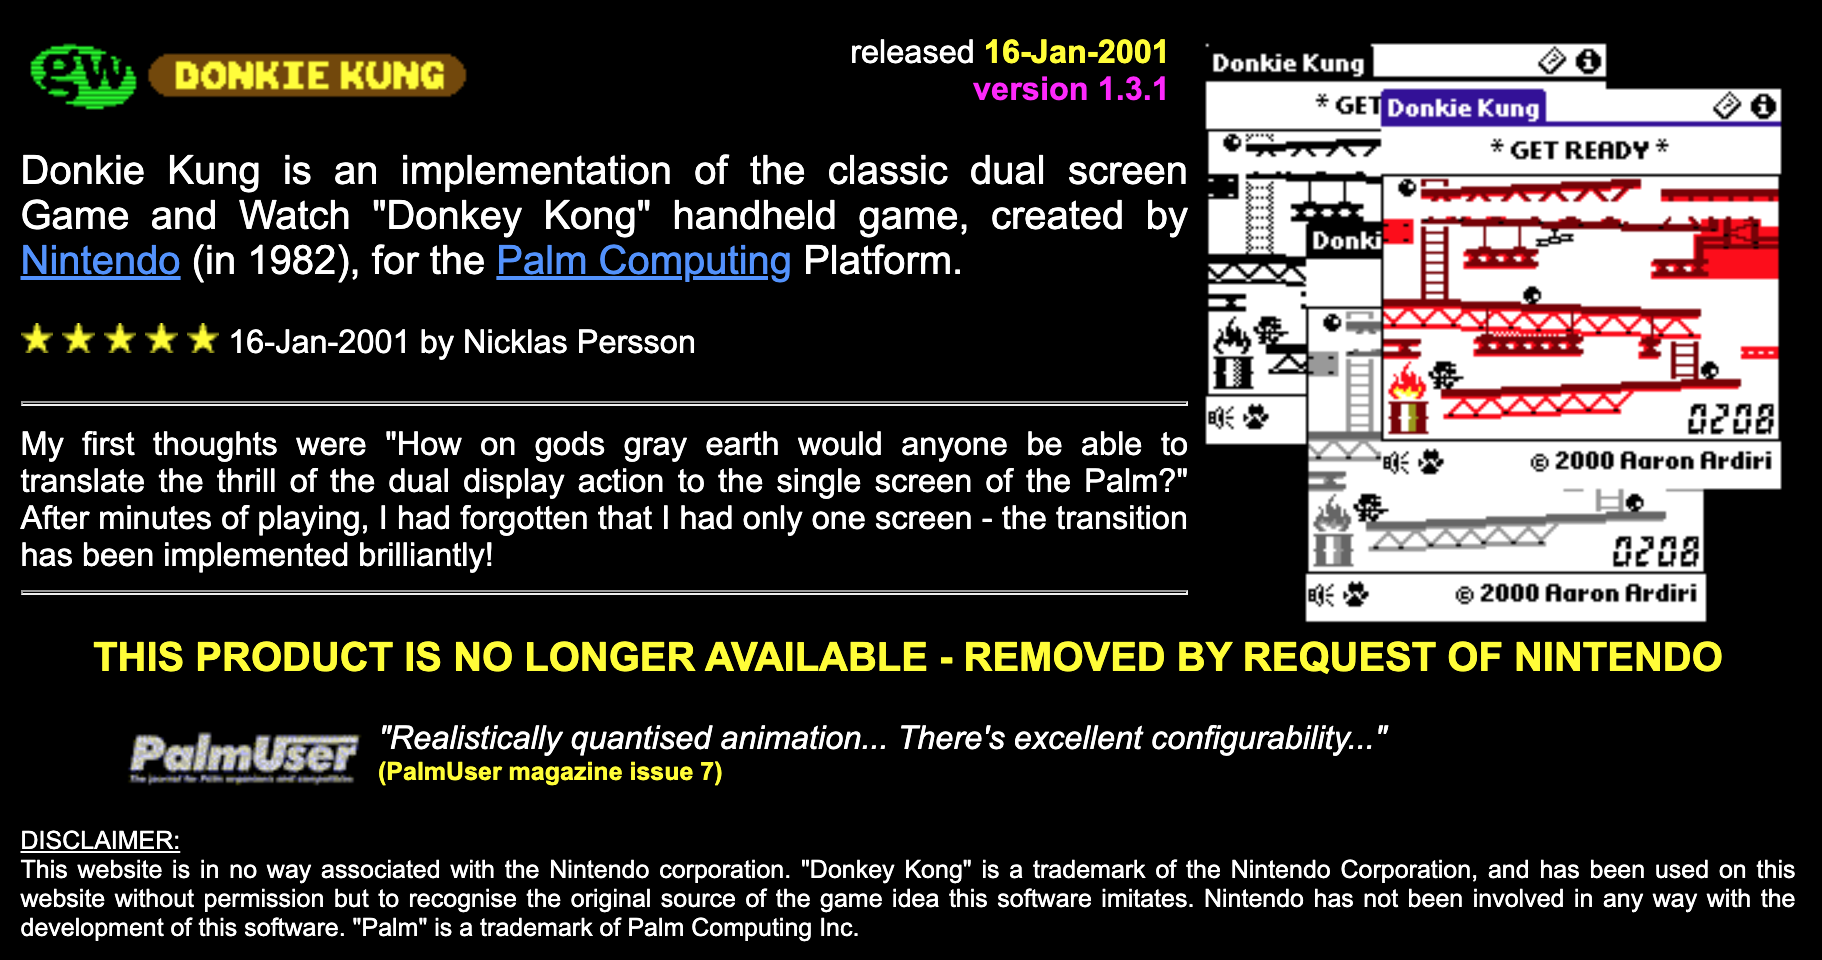 ew DONKIE KUNG
released 16-Jan-2001
version 1.3.1
Donkie Kung is an implementation of the classic dual screen
Game and Watch "Donkey Kong" handheld game, created by
Nintendo (in 1982), for the Palm Computing Platform.
16-Jan-2001 by Nicklas Persson
My first thoughts were "How on gods gray earth would anyone be able to
translate the thrill of the dual display action to the single screen of the Palm?"
After minutes of playing, I had forgotten that I had only one screen - the transition
has been implemented brilliantly!
Donkie Kung
* GET
Donkie Kung
* GET READY *
Donki
0208
© 2000 Aaron Ardiri
0208
© 2000 Aaron Ardiri
THIS PRODUCT IS NO LONGER AVAILABLE - REMOVED BY REQUEST OF NINTENDO
PalmUser
The journal for Palm organisers and compatibles
"Realistically quantised animation... There's excellent configurability..."
(PalmUser magazine issue 7)
DISCLAIMER:
This website is in no way associated with the Nintendo corporation. "Donkey Kong" is a trademark of the Nintendo Corporation, and has been used on this
website without permission but to recognise the original source of the game idea this software imitates. Nintendo has not been involved in any way with the
development of this software. "Palm" is a trademark of Palm Computing Inc.